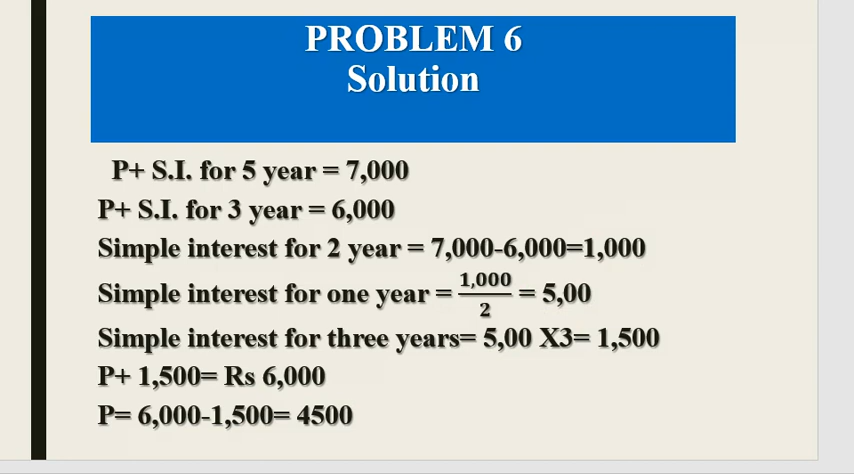 PROBLEM 6
Solution
P+ S.I. for 5 year = 7,000
P+ S.I. for 3 year = 6,000
Simple interest for 2 year = 7,000-6,000=1,000
Simple interest for one year = 1,000/2 = 5,00
Simple interest for three years= 5,00 X3= 1,500
P+ 1,500= Rs 6,000
P= 6,000-1,500= 4500